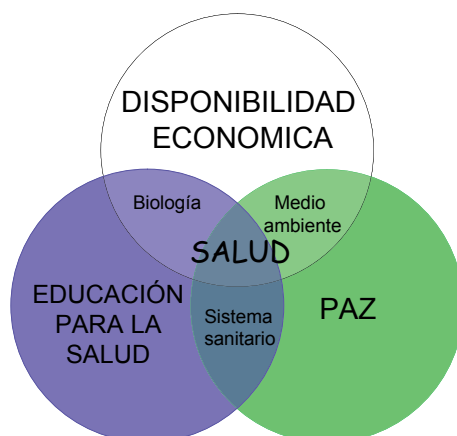 DISPONIBILIDAD
ECONOMICA
Biología
Medio
ambiente
SALUD
EDUCACIÓN
PARA LA
SALUD
Sistema
sanitario
PAZ